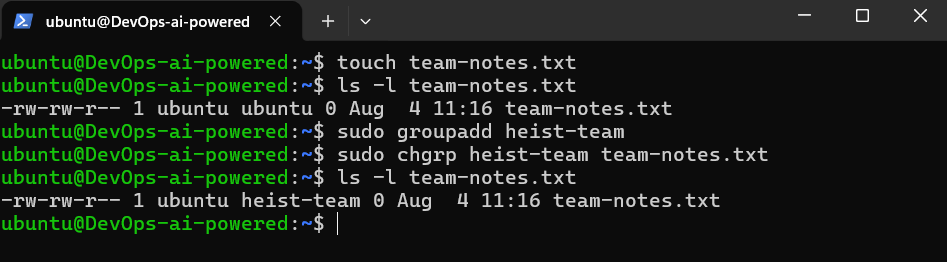 ubuntu@DevOps-ai-powered
ubuntu@DevOps-ai-powered:~$ touch team-notes.txt
ubuntu@DevOps-ai-powered:~$ ls -l team-notes.txt
-rw-rw-r-- 1 ubuntu ubuntu 0 Aug  4 11:16 team-notes.txt
ubuntu@DevOps-ai-powered:~$ sudo groupadd heist-team
ubuntu@DevOps-ai-powered:~$ sudo chgrp heist-team team-notes.txt
ubuntu@DevOps-ai-powered:~$ ls -l team-notes.txt
-rw-rw-r-- 1 ubuntu heist-team 0 Aug  4 11:16 team-notes.txt
ubuntu@DevOps-ai-powered:~$